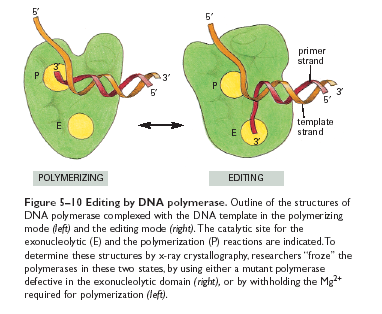 5′
5′
primer
strand
P
3′
3′
5′
P
3′
5′
E
E
3′
template
strand
POLYMERIZING
EDITING
Figure 5–10 Editing by DNA polymerase. Outline of the structures of
DNA polymerase complexed with the DNA template in the polymerizing
mode (left) and the editing mode (right). The catalytic site for the
exonucleolytic (E) and the polymerization (P) reactions are indicated. To
determine these structures by x-ray crystallography, researchers “froze” the
polymerases in these two states, by using either a mutant polymerase
defective in the exonucleolytic domain (right), or by withholding the Mg²⁺
required for polymerization (left).